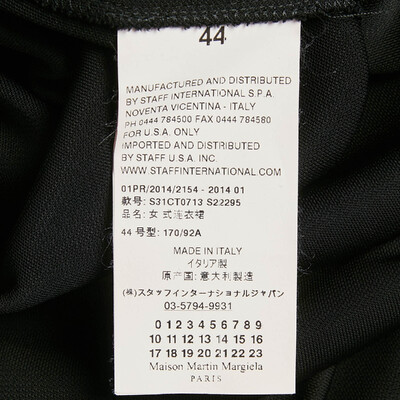 44
MANUFACTURED AND DISTRIBUTED
BY STAFF INTERNATIONAL S.P.A.
NOVENTA VICENTINA - ITALY
PH 0444 784500 FAX 0444 784580
FOR U.S.A. ONLY
IMPORTED AND DISTRIBUTED
BY STAFF U.S.A. INC.
WWW.STAFFINTERNATIONAL.COM
01PR/2014/2154 - 2014 01
款号: S31CT0713 S22295
品名: 女式连衣裙
44 号型: 170/92A
MADE IN ITALY
イタリア製
原产国: 意大利製造
(株)スタッフインターナショナルジャパン
03-5794-9931
0 1 2 3 4 5 6 7 8 9
10 11 12 13 14 15 16
17 18 19 20 21 22 23
Maison Martin Margiela
PARIS